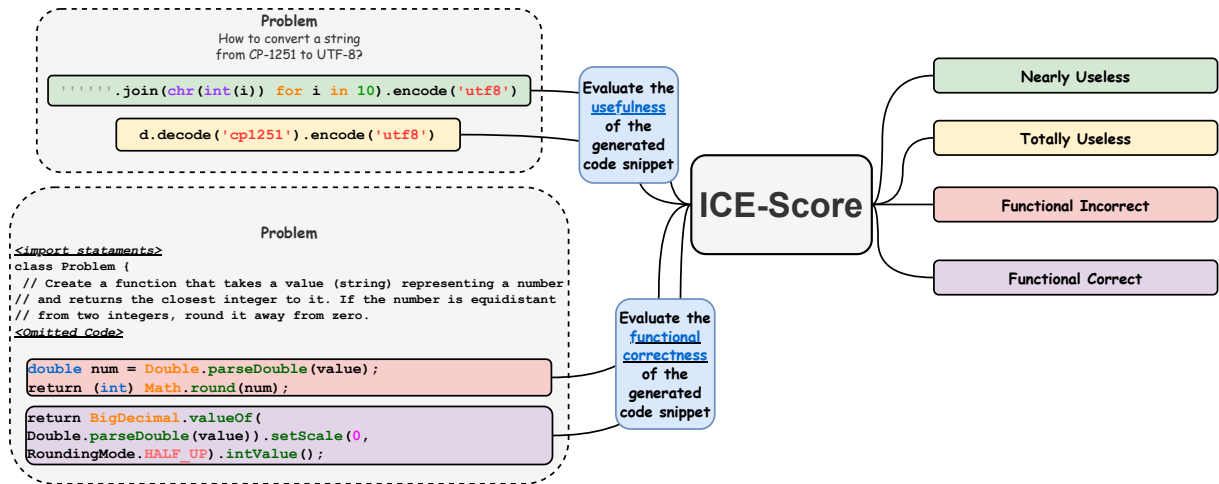 Problem
How to convert a string
from CP-1251 to UTF-8?
''''''.join(chr(int(i)) for i in 10).encode('utf8')
d.decode('cp1251').encode('utf8')
Evaluate the
usefulness
of the
generated
code snippet
Problem
<import stataments>
class Problem {
// Create a function that takes a value (string) representing a number
// and returns the closest integer to it. If the number is equidistant
// from two integers, round it away from zero.
<Omitted Code>
double num = Double.parseDouble(value);
return (int) Math.round(num);
return BigDecimal.valueOf(
Double.parseDouble(value)).setScale(0,
RoundingMode.HALF_UP).intValue();
Evaluate the
functional
correctness
of the
generated
code snippet
ICE-Score
Nearly Useless
Totally Useless
Functional Incorrect
Functional Correct